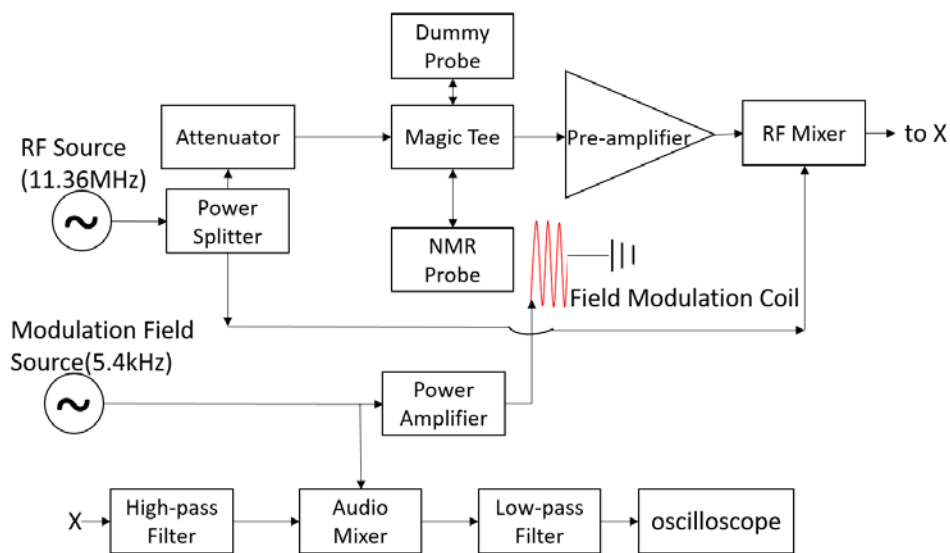 Dummy
Probe
Attenuator
Magic Tee
Pre-amplifier
RF Mixer
to X
RF Source
(11.36MHz)
Power
Splitter
NMR
Probe
Field Modulation Coil
Modulation Field
Source(5.4kHz)
Power
Amplifier
X
High-pass
Filter
Audio
Mixer
Low-pass
Filter
oscilloscope